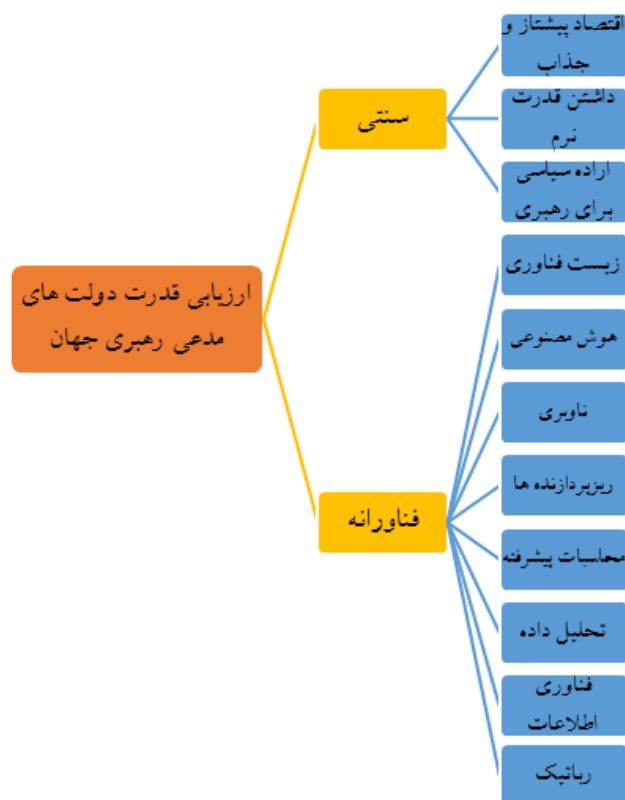 اقتصاد پیشتاز و
جذاب
داشتن قدرت
نرم
اراده سیاسی
برای رهبری
سنتی
زیست فناوری
هوش مصنوعی
ناوبری
ریزپردازنده ها
محاسبات پیشرفته
تحلیل داده
فناوری
اطلاعات
رباتیک
فناورانه
ارزیابی قدرت دولت های
مدعی رهبری جهان